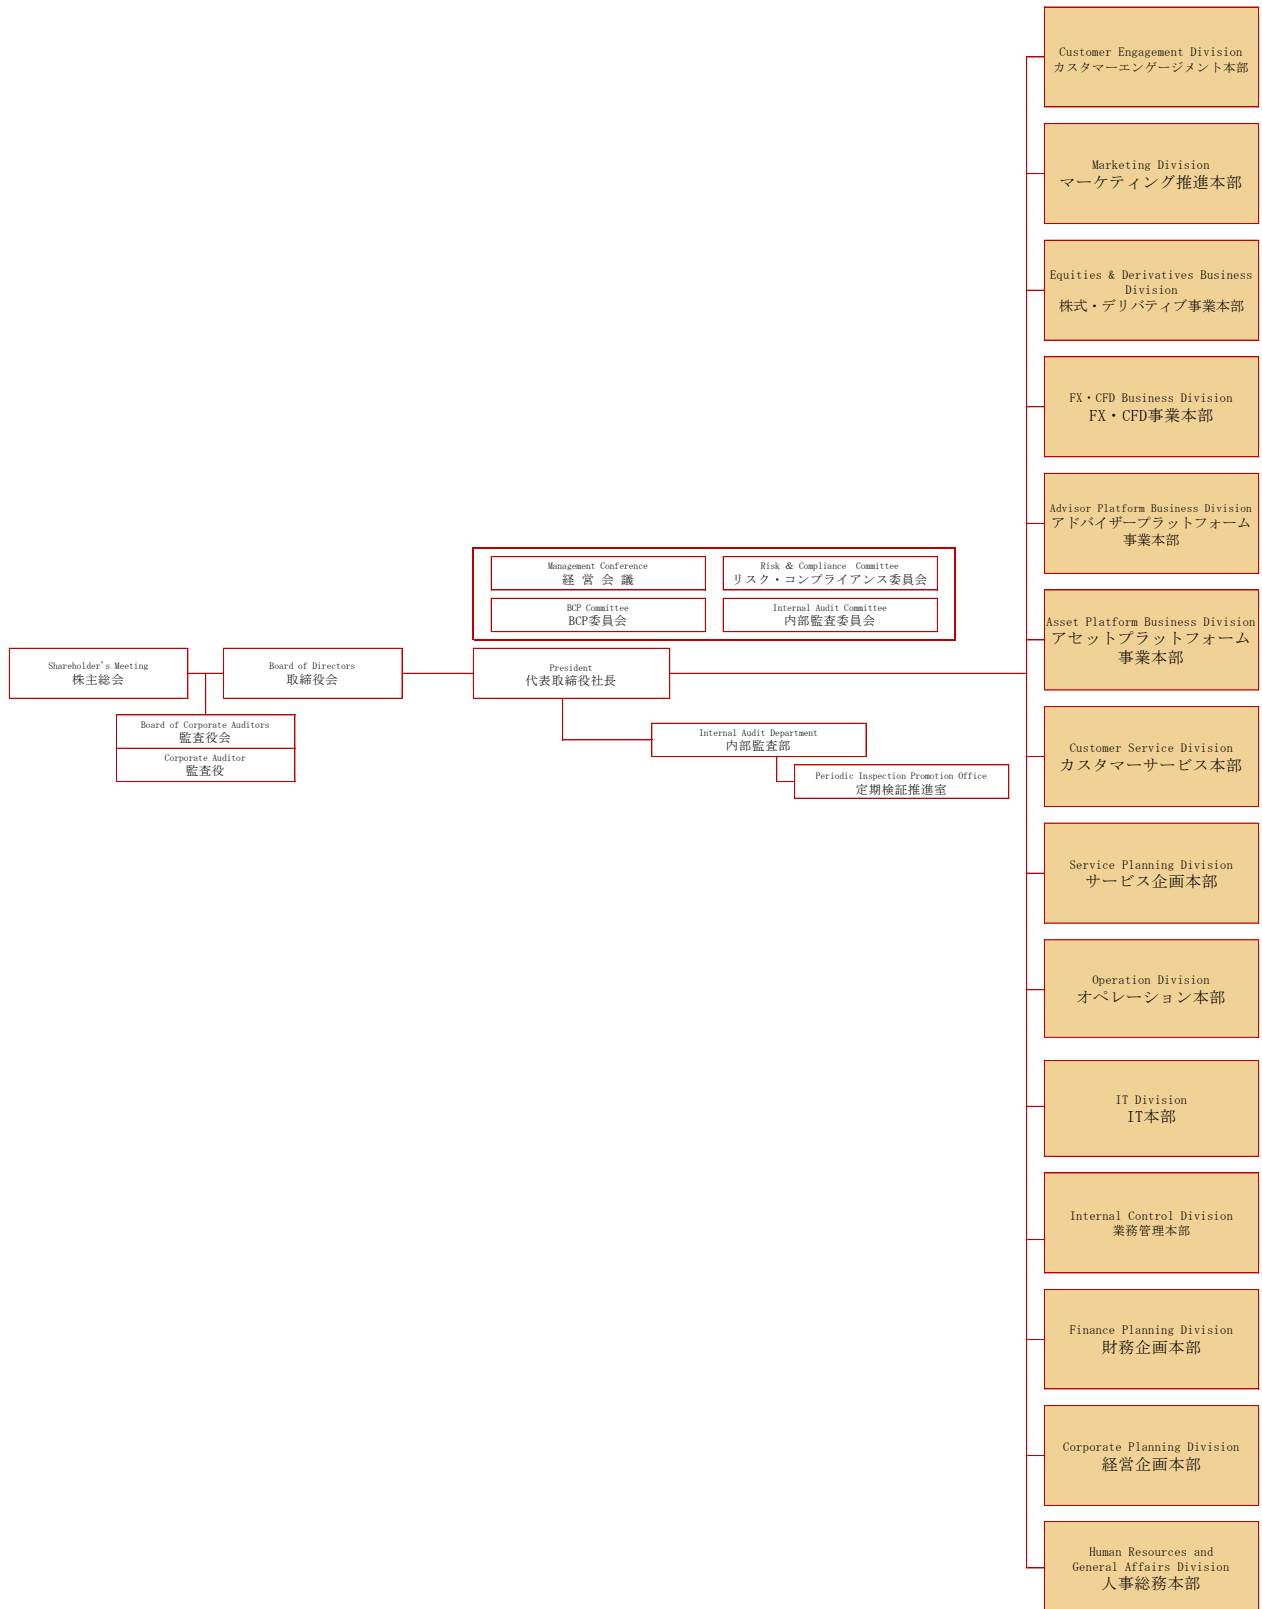 Customer Engagement Division
カスタマーエンゲージメント本部
Marketing Division
マーケティング推進本部
Equities & Derivatives Business
Division
株式・デリバティブ事業本部
FX・CFD Business Division
FX・CFD事業本部
Advisor Platform Business Division
アドバイザープラットフォーム
事業本部
Management Conference
経 営 会 議
Risk & Compliance Committee
リスク・コンプライアンス委員会
BCP Committee
BCP委員会
Internal Audit Committee
内部監査委員会
Asset Platform Business Division
アセットプラットフォーム
事業本部
Shareholder's Meeting
株主総会
Board of Directors
取締役会
President
代表取締役社長
Board of Corporate Auditors
監査役会
Corporate Auditor
監査役
Internal Audit Department
内部監査部
Periodic Inspection Promotion Office
定期検証推進室
Customer Service Division
カスタマーサービス本部
Service Planning Division
サービス企画本部
Operation Division
オペレーション本部
IT Division
IT本部
Internal Control Division
業務管理本部
Finance Planning Division
財務企画本部
Corporate Planning Division
経営企画本部
Human Resources and
General Affairs Division
人事総務本部